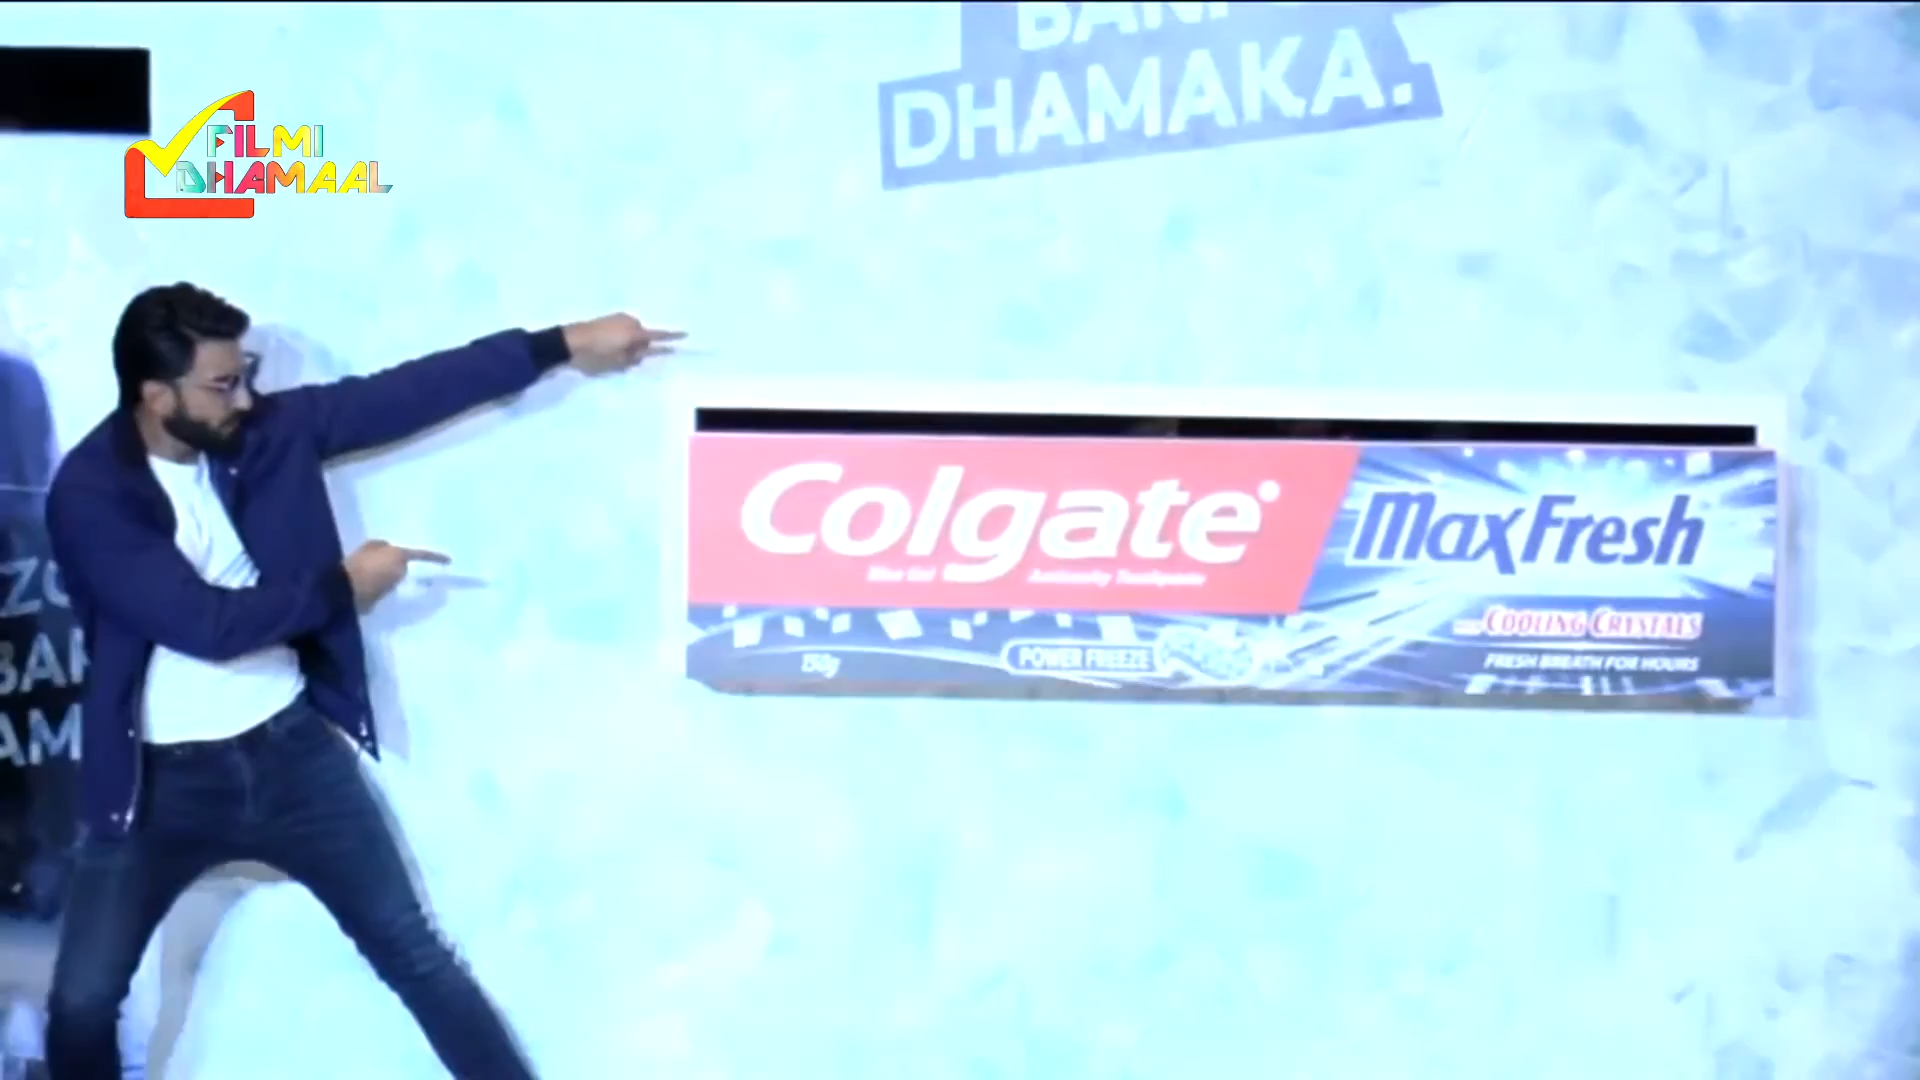 DHAMAKA.
FILMI
DHAMAAL
Colgate
MaxFresh
COOLING CRYSTALS
150g
POWER FREEZE
FRESH BREATH FOR HOURS